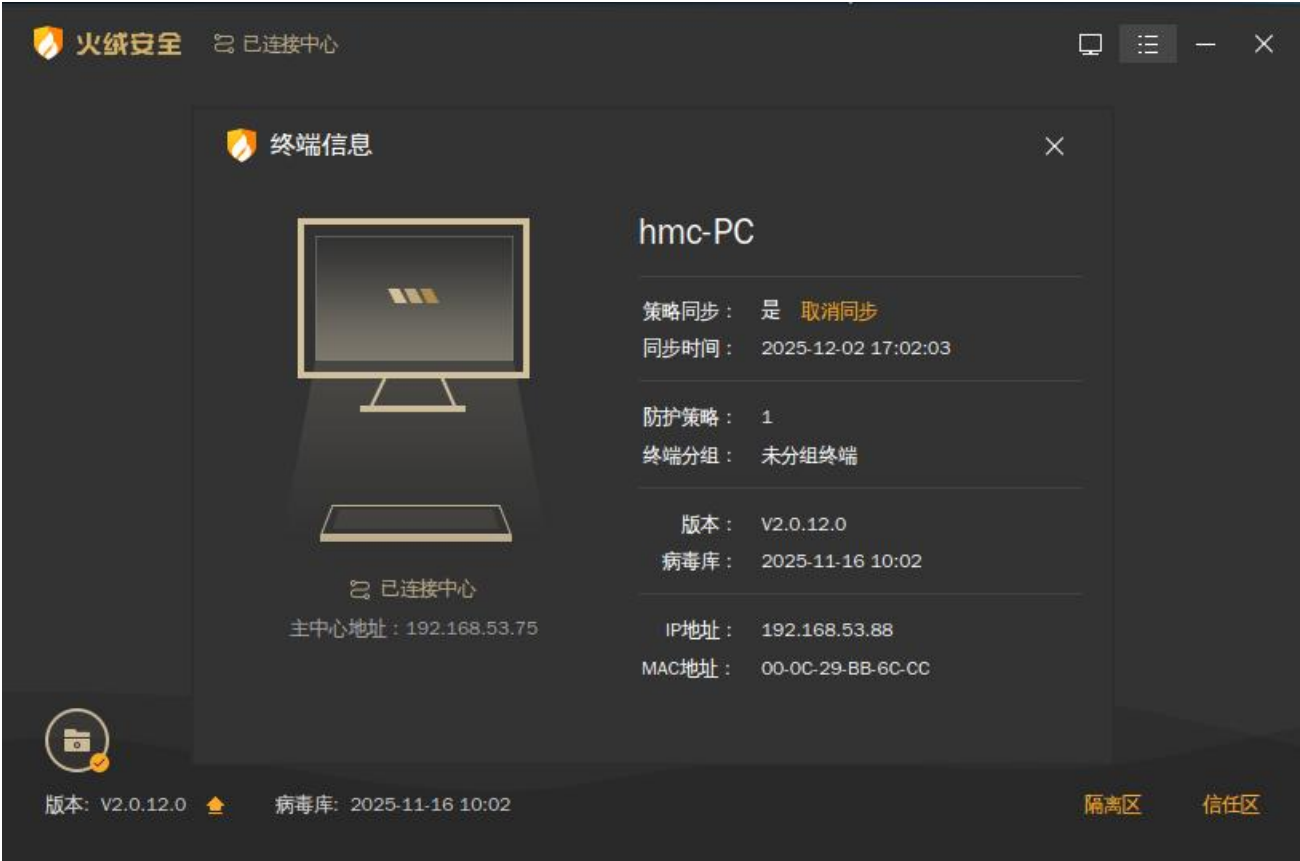 火绒安全 已连接中心
终端信息
hmc-PC
策略同步： 是 取消同步
同步时间： 2025-12-02 17:02:03
防护策略： 1
终端分组： 未分组终端
版本： V2.0.12.0
病毒库： 2025-11-16 10:02
IP地址： 192.168.53.88
MAC地址： 00-0C-29-BB-6C-CC
已连接中心
主中心地址：192.168.53.75
版本: V2.0.12.0 病毒库: 2025-11-16 10:02 隔离区 信任区